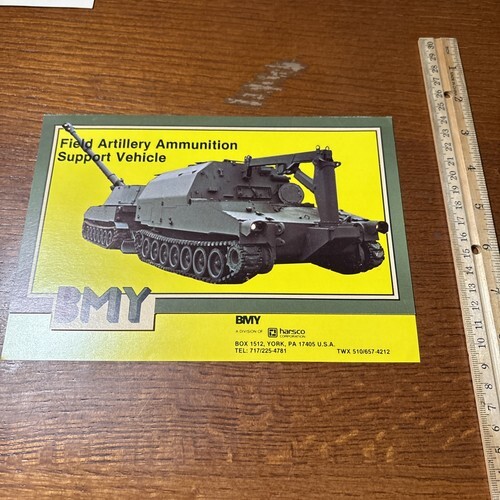 Field Artillery Ammunition
Support Vehicle
BMY
BMY
A DIVISION OF harsco
CORPORATION
BOX 1512, YORK, PA 17405 U.S.A.
TEL: 717/225-4781 TWX 510/657-4212